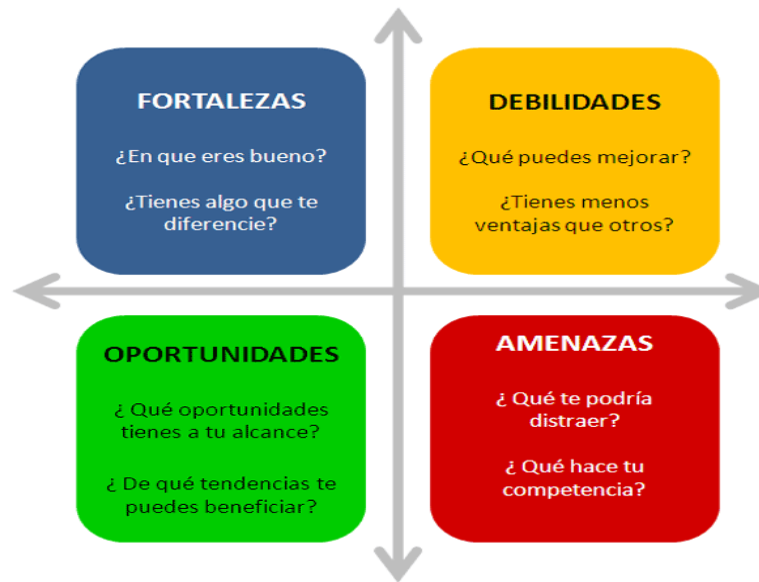 FORTALEZAS
¿En que eres bueno?
¿Tienes algo que te
diferencie?
DEBILIDADES
¿Qué puedes mejorar?
¿Tienes menos
ventajas que otros?
OPORTUNIDADES
¿ Qué oportunidades
tienes a tu alcance?
¿ De qué tendencias te
puedes beneficiar?
AMENAZAS
¿ Qué te podría
distraer?
¿ Qué hace tu
competencia?